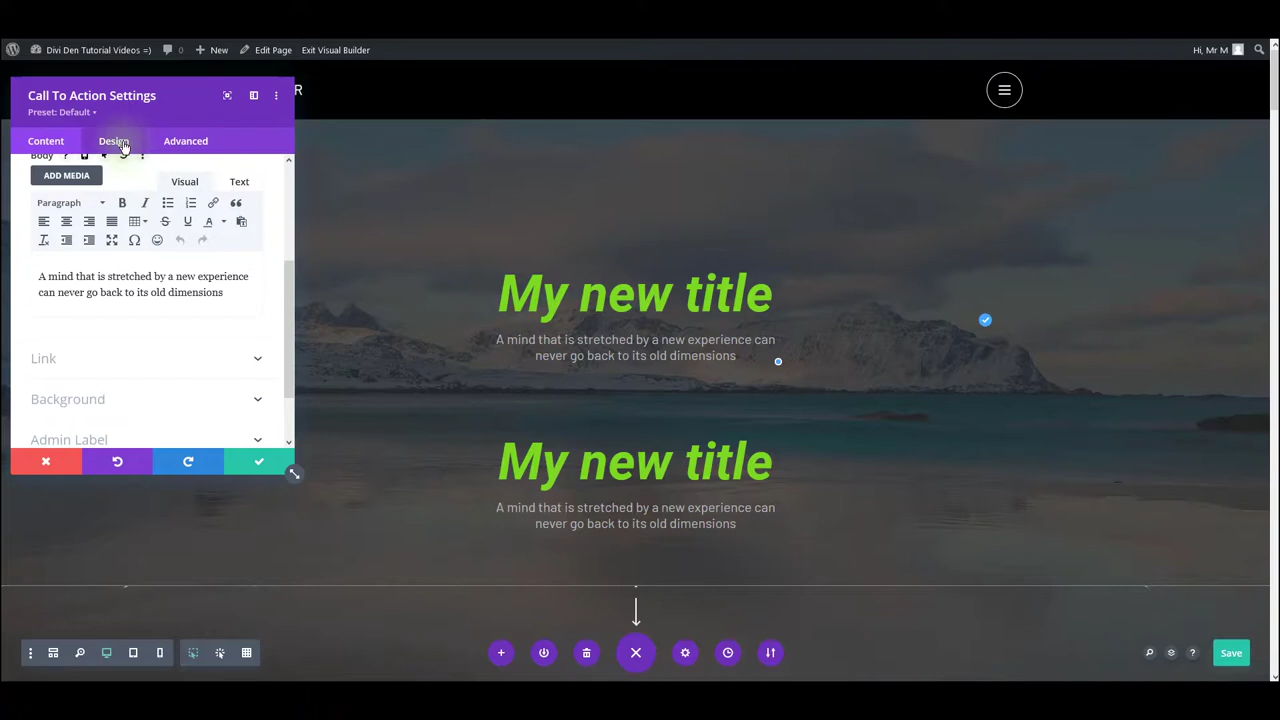 Divi Den Tutorial Videos =)
0
New
Edit Page
Exit Visual Builder
Hi, Mr M
Call To Action Settings
R
Preset: Default
Content
Design
Advanced
Body
?
ADD MEDIA
Visual
Text
Paragraph
B
I
U
A
A mind that is stretched by a new experience
can never go back to its old dimensions
Link
Background
Admin Label
My new title
A mind that is stretched by a new experience can
never go back to its old dimensions
My new title
A mind that is stretched by a new experience can
never go back to its old dimensions
?
Save